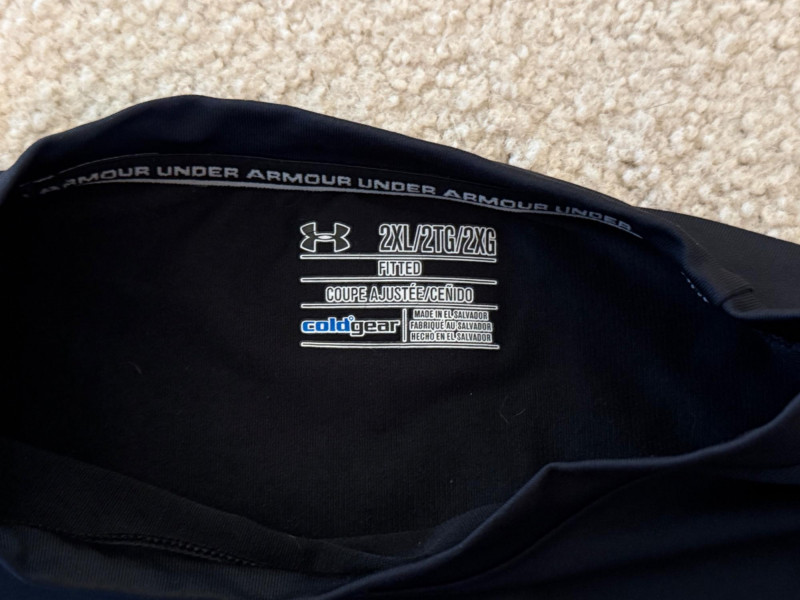 ARMOUR UNDER ARMOUR UNDER ARMOUR UNDER
2XL/2TG/2XG
FITTED
COUPE AJUSTÉE/CEÑIDO
coldgear
MADE IN EL SALVADOR
FABRIQUÉ AU SALVADOR
HECHO EN EL SALVADOR